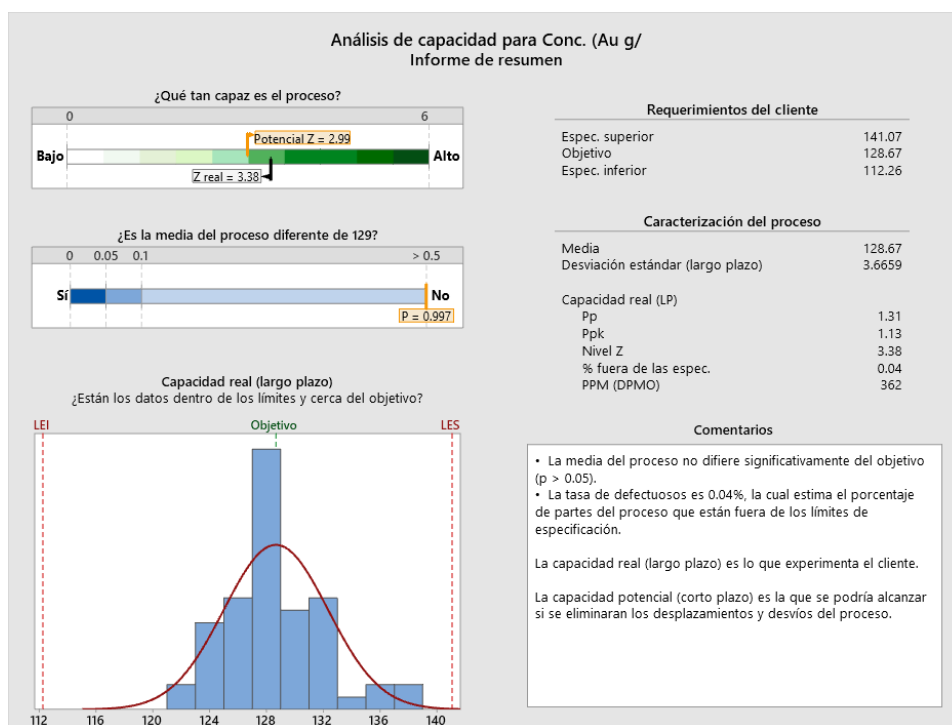 Análisis de capacidad para Conc. (Au g/
Informe de resumen
¿Qué tan capaz es el proceso?
0 6
Potencial Z = 2.99
Bajo Alto
Z real = 3.38
¿Es la media del proceso diferente de 129?
0 0.05 0.1 > 0.5
Sí No
P = 0.997
Capacidad real (largo plazo)
¿Están los datos dentro de los límites y cerca del objetivo?
LEI Objetivo LES
112 116 120 124 128 132 136 140
Requerimientos del cliente
Espec. superior 141.07
Objetivo 128.67
Espec. inferior 112.26
Caracterización del proceso
Media 128.67
Desviación estándar (largo plazo) 3.6659
Capacidad real (LP)
Pp 1.31
Ppk 1.13
Nivel Z 3.38
% fuera de las espec. 0.04
PPM (DPMO) 362
Comentarios
• La media del proceso no difiere significativamente del objetivo
(p > 0.05).
• La tasa de defectuosos es 0.04%, la cual estima el porcentaje
de partes del proceso que están fuera de los límites de
especificación.
La capacidad real (largo plazo) es lo que experimenta el cliente.
La capacidad potencial (corto plazo) es la que se podría alcanzar
si se eliminaran los desplazamientos y desvíos del proceso.